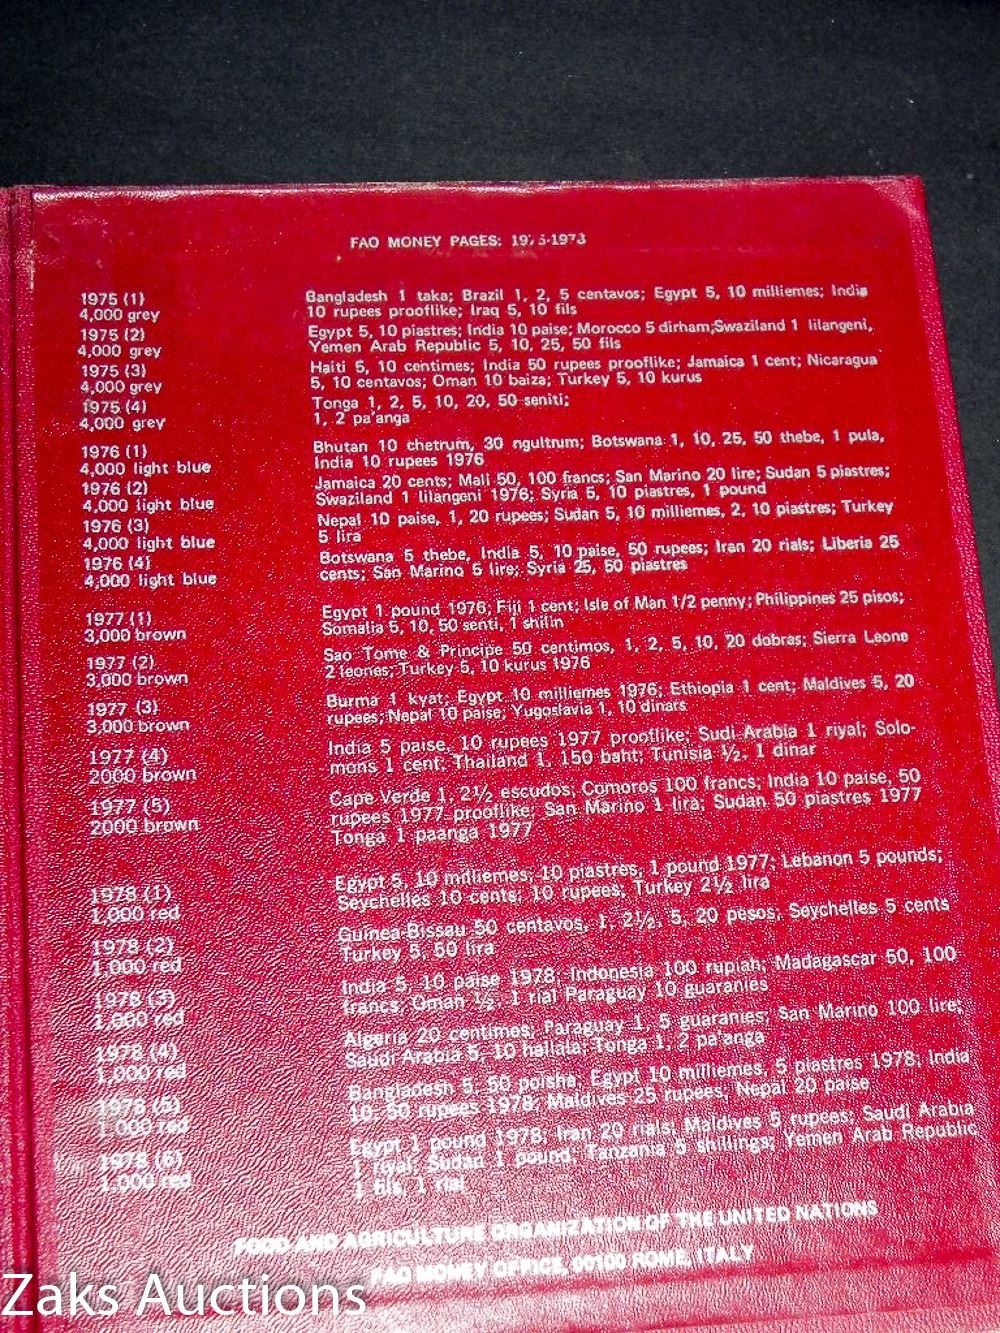 FAO MONEY PAGES: 1975-1978
1975 (1)
4,000 grey
Bangladesh 1 taka; Brazil 1, 2, 5 centavos; Egypt 5, 10 milliemes; India
10 rupees prooflike; Iraq 5, 10 fils
1975 (2)
4,000 grey
Egypt 5, 10 piastres; India 10 paise; Morocco 5 dirham;Swaziland 1 lilangeni,
Yemen Arab Republic 5, 10, 25, 50 fils
1975 (3)
4,000 grey
Haiti 5, 10 centimes; India 50 rupees prooflike; Jamaica 1 cent; Nicaragua
5, 10 centavos; Oman 10 baiza; Turkey 5, 10 kurus
1975 (4)
4,000 grey
Tonga 1, 2, 5, 10, 20, 50 seniti;
1, 2 pa'anga
1976 (1)
4,000 light blue
Bhutan 10 chetrum, 30 ngultrum; Botswana 1, 10, 25, 50 thebe, 1 pula,
India 10 rupees 1976
1976 (2)
4,000 light blue
Jamaica 20 cents; Mali 50, 100 francs; San Marino 20 lire; Sudan 5 piastres;
Swaziland 1 lilangeni 1976; Syria 5, 10 piastres, 1 pound
1976 (3)
4,000 light blue
Nepal 10 paise, 1, 20 rupees; Sudan 5, 10 milliemes, 2, 10 piastres; Turkey
5 lira
1976 (4)
4,000 light blue
Botswana 5 thebe, India 5, 10 paise, 50 rupees; Iran 20 rials; Liberia 25
cents; San Marino 5 lire; Syria 25, 50 piastres
1977 (1)
3,000 brown
Egypt 1 pound 1976; Fiji 1 cent; Isle of Man 1/2 penny; Philippines 25 pisos;
Somalia 5, 10, 50 senti, 1 shilin
1977 (2)
3,000 brown
Sao Tome & Principe 50 centimos, 1, 2, 5, 10, 20 dobras; Sierra Leone
2 leones; Turkey 5, 10 kurus 1976
1977 (3)
3,000 brown
Burma 1 kyat; Egypt 10 milliemes 1976; Ethiopia 1 cent; Maldives 5, 20
rupees; Nepal 10 paise; Yugoslavia 1, 10 dinars
1977 (4)
2000 brown
India 5 paise, 10 rupees 1977 prooflike; Sudi Arabia 1 riyal; Solo-
mons 1 cent; Thailand 1, 150 baht; Tunisia ½, 1 dinar
1977 (5)
2000 brown
Cape Verde 1, 2½ escudos; Comoros 100 francs; India 10 paise, 50
rupees 1977 prooflike; San Marino 1 lira; Sudan 50 piastres 1977
Tonga 1 paanga 1977
1978 (1)
1,000 red
Egypt 5, 10 milliemes, 10 piastres, 1 pound 1977; Lebanon 5 pounds;
Seychelles 10 cents, 10 rupees; Turkey 2½ lira
1978 (2)
1,000 red
Guinea-Bissau 50 centavos, 1, 2½, 5, 20 pesos; Seychelles 5 cents
Turkey 5, 50 lira
1978 (3)
1,000 red
India 5, 10 paise 1978; Indonesia 100 rupiah; Madagascar 50, 100
francs; Oman ½, 1 rial Paraguay 10 guaranies
1978 (4)
1,000 red
Algeria 20 centimos; Paraguay 1, 5 guaranies; San Marino 100 lire;
Saudi Arabia 5, 10 hallala; Tonga 1, 2 pa'anga
1978 (5)
1,000 red
Bangladesh 5, 50 poisha; Egypt 10 milliemes, 5 piastres 1978; India
10, 50 rupees 1978; Maldives 25 rupees; Nepal 20 paise
1978 (6)
1,000 red
Egypt 1 pound 1978; Iran 20 rials; Maldives 5 rupees; Saudi Arabia
1 riyal; Sudan 1 pound; Tanzania 5 shillings; Yemen Arab Republic
1 fils, 1 rial
FOOD AND AGRICULTURE ORGANIZATION OF THE UNITED NATIONS
FAO MONEY OFFICE, 00100 ROME, ITALY
Zaks Auctions